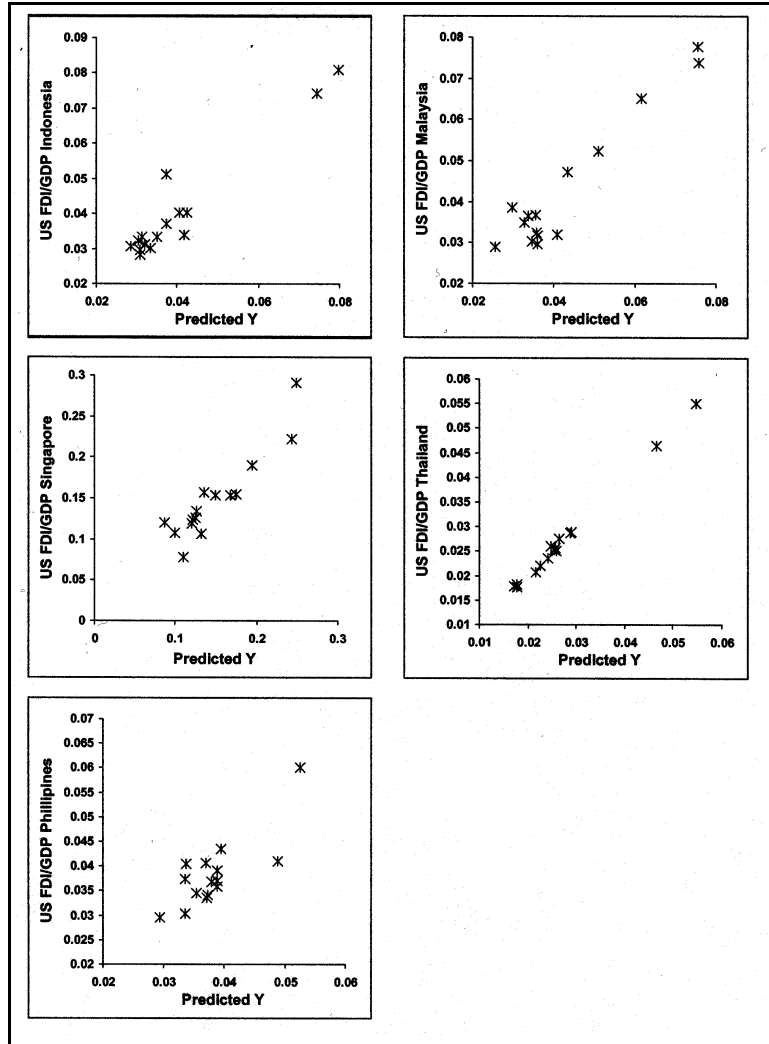 US FDI/GDP Indonesia
0.09
0.08
0.07
0.06
0.05
0.04
0.03
0.02
0.02 0.04 0.06 0.08
Predicted Y
US FDI/GDP Malaysia
0.08
0.07
0.06
0.05
0.04
0.03
0.02
0.02 0.04 0.06 0.08
Predicted Y
US FDI/GDP Singapore
0.3
0.25
0.2
0.15
0.1
0.05
0
0 0.1 0.2 0.3
Predicted Y
US FDI/GDP Thailand
0.06
0.055
0.05
0.045
0.04
0.035
0.03
0.025
0.02
0.015
0.01
0.01 0.02 0.03 0.04 0.05 0.06
Predicted Y
US FDI/GDP Phillipines
0.07
0.065
0.06
0.055
0.05
0.045
0.04
0.035
0.03
0.025
0.02
0.02 0.03 0.04 0.05 0.06
Predicted Y